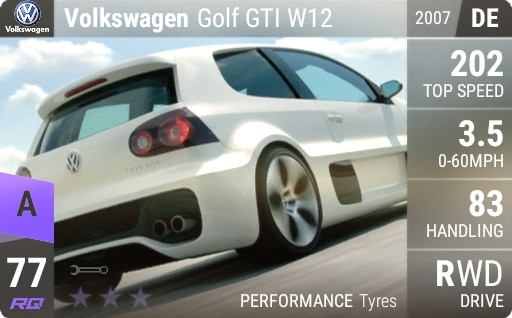 Volkswagen Golf GTI W12
2007 DE
Volkswagen
202
TOP SPEED
3.5
0-60MPH
83
HANDLING
RWD
DRIVE
A
77
RQ
PERFORMANCE Tyres